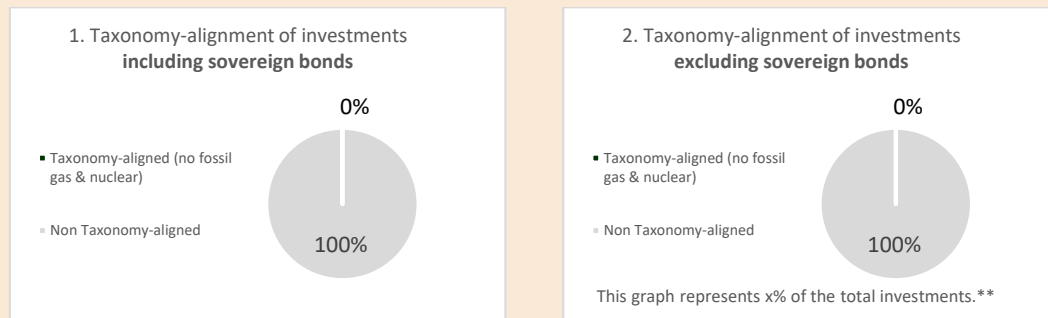 1. Taxonomy-alignment of investments
including sovereign bonds
0%
Taxonomy-aligned (no fossil
gas & nuclear)
Non Taxonomy-aligned
100%
2. Taxonomy-alignment of investments
excluding sovereign bonds
0%
Taxonomy-aligned (no fossil
gas & nuclear)
Non Taxonomy-aligned
100%
This graph represents x% of the total investments.**